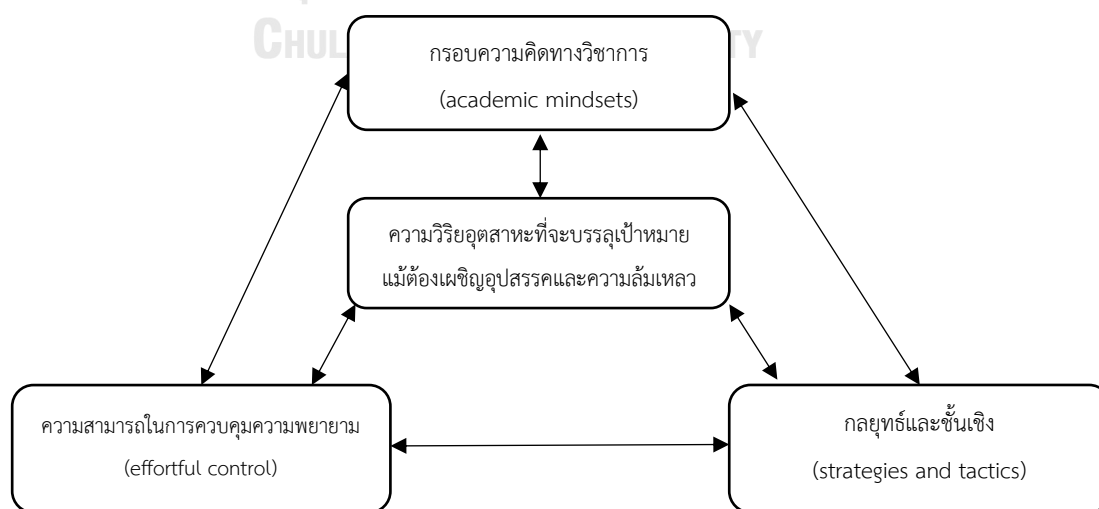 CHUL
TY
กรอบความคิดทางวิชาการ
(academic mindsets)
ความวิริยอุตสาหะที่จะบรรลุเป้าหมาย
แม้ต้องเผชิญอุปสรรคและความล้มเหลว
ความสามารถในการควบคุมความพยายาม
(effortful control)
กลยุทธ์และชั้นเชิง
(strategies and tactics)